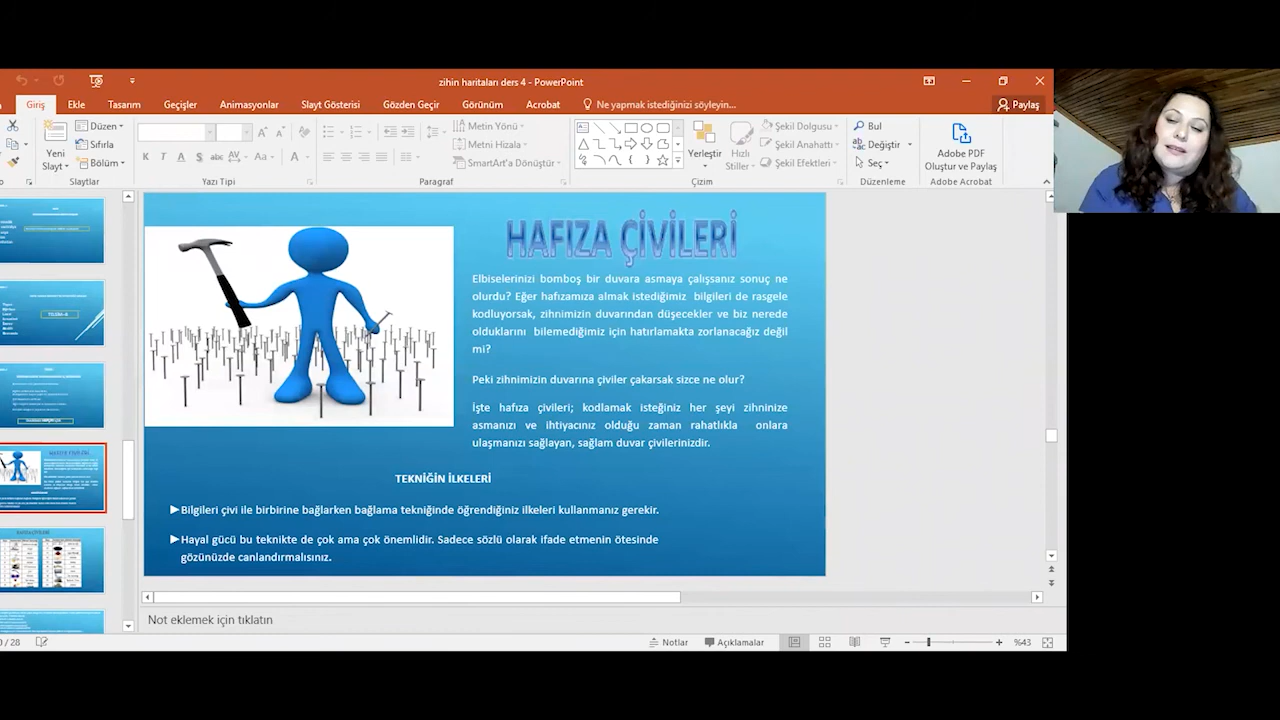 zihin haritaları ders 4 - PowerPoint
Giriş Ekle Tasarım Geçişler Animasyonlar Slayt Gösterisi Gözden Geçir Görünüm Acrobat Ne yapmak istediğinizi söyleyin... Paylaş
Yeni Slayt
Düzen
Sıfırla
Bölüm
Slaytlar
K T A S abc AV Aa A
Yazı Tipi
Metin Yönü
Metni Hizala
SmartArt'a Dönüştür
Paragraf
Yerleştir
Hızlı Stiller
Şekil Dolgusu
Şekil Anahattı
Şekil Efektleri
Çizim
Bul
Değiştir
Seç
Düzenleme
Adobe PDF
Oluştur ve Paylaş
Adobe Acrobat
HAFIZA ÇİVİLERİ
Elbiselerinizi bomboş bir duvara asmaya çalışsanız sonuç ne
olurdu? Eğer hafızamıza almak istediğimiz bilgileri de rasgele
kodluyorsak, zihnimizin duvarından düşecekler ve biz nerede
olduklarını bilemediğimiz için hatırlamakta zorlanacağız değil
mi?
Peki zihnimizin duvarına çiviler çakarsak sizce ne olur?
İşte hafıza çivileri; kodlamak isteğiniz her şeyi zihninize
asmanızı ve ihtiyacınız olduğu zaman rahatlıkla onlara
ulaşmanızı sağlayan, sağlam duvar çivilerinizdir.
TEKNİĞİN İLKELERİ
Bilgileri çivi ile birbirine bağlarken bağlama tekniğinde öğrendiğiniz ilkeleri kullanmanız gerekir.
Hayal gücü bu teknikte de çok ama çok önemlidir. Sadece sözlü olarak ifade etmenin ötesinde
gözünüzde canlandırmalısınız.
Not eklemek için tıklatın
/ 28 Notlar Açıklamalar %43